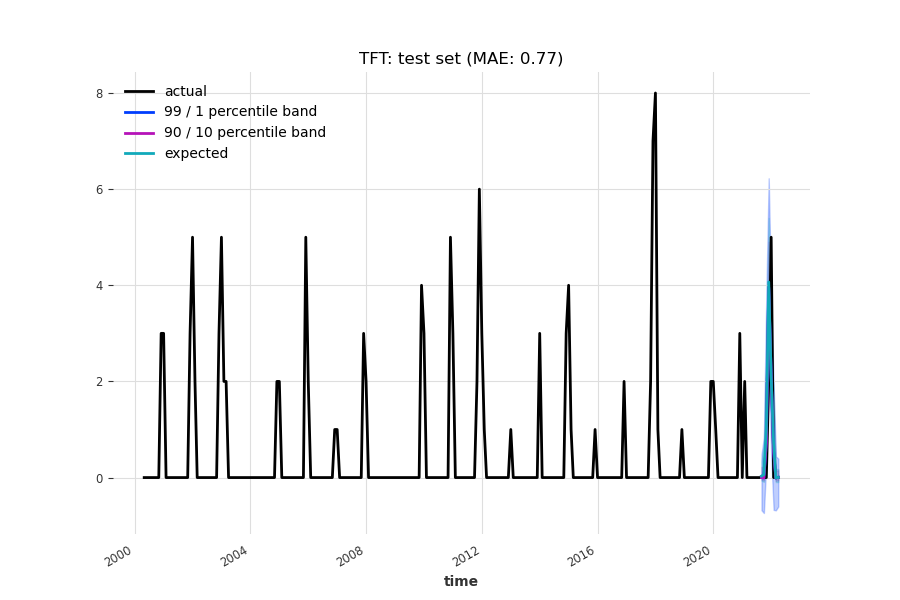 TFT: test set (MAE: 0.77)
actual
99 / 1 percentile band
90 / 10 percentile band
expected
8
6
4
2
0
2000
2004
2008
2012
2016
2020
time